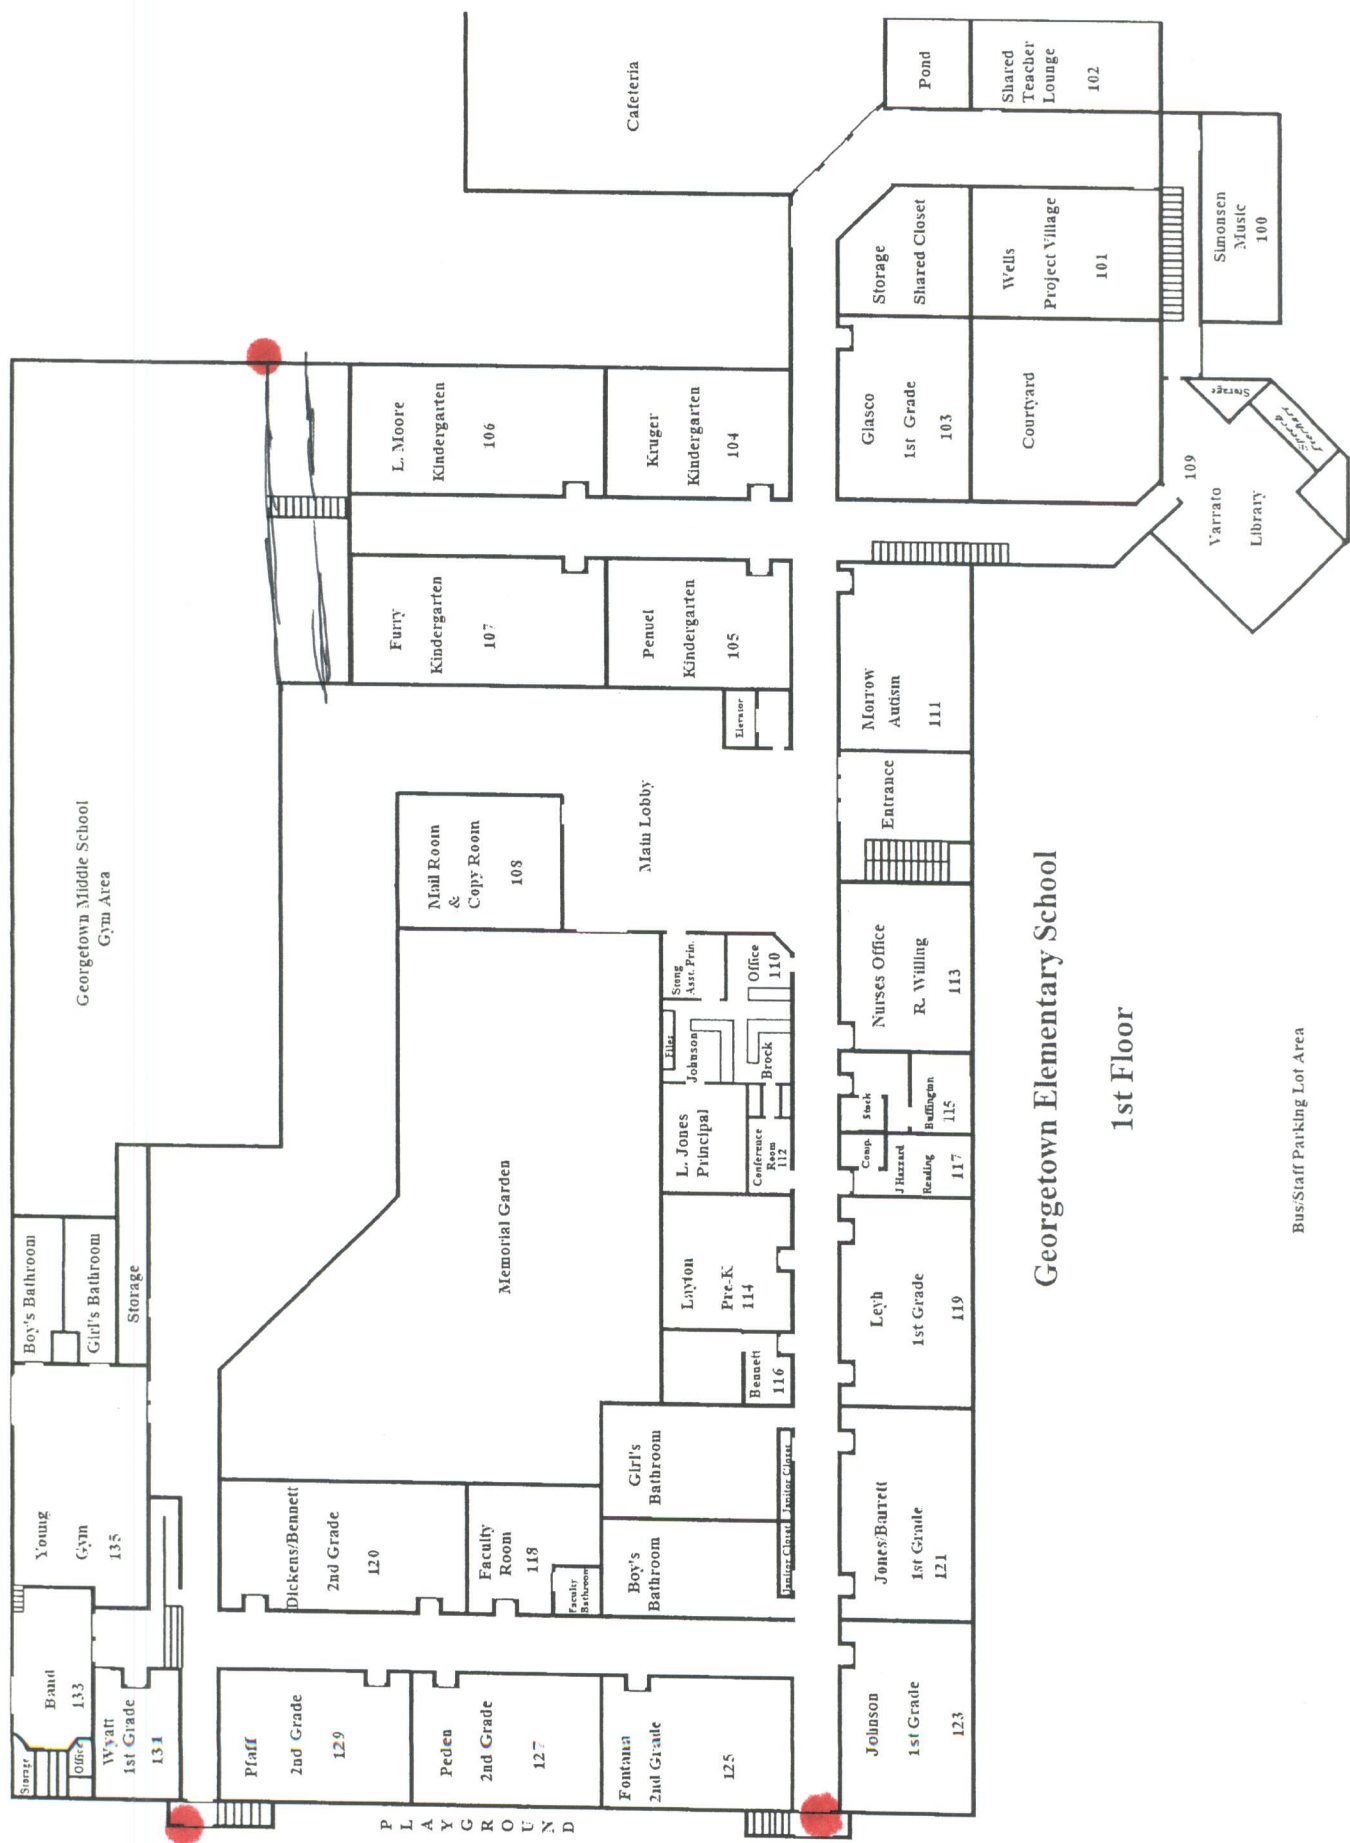 Georgetown Middle School
Gym Area
Boy's Bathroom
Girl's Bathroom
Storage
Young
Gym
135
Band
133
Storage
Office
Wyatt
1st Grade
131
Pfaff
2nd Grade
129
Peden
2nd Grade
127
Fontana
2nd Grade
125
PLAYGROUND
Dickens/Bennett
2nd Grade
120
Faculty
Room
118
Faculty
Bathroom
Boy's
Bathroom
Girl's
Bathroom
Janitor Closet
Janitor Closet
Memorial Garden
Bennett
116
Layton
Pre-K
114
L. Jones
Principal
Conference
Room
112
Files
Johnson
Brock
Stong
Asst. Prin.
Office
110
Mail Room
&
Copy Room
108
Main Lobby
Elevator
Furry
Kindergarten
107
Penuel
Kindergarten
105
L. Moore
Kindergarten
106
Kruger
Kindergarten
104
Cafeteria
Pond
Shared
Teacher
Lounge
102
Storage
Shared Closet
Wells
Project Village
101
Simonsen
Music
100
Glasco
1st Grade
103
Courtyard
109
Varrato
Library
Storage
Speech
Morrow
Autism
111
Entrance
Nurses Office
R. Willing
113
Stock
Buffington
115
Comp.
J Hazzard
Reading
117
Leyh
1st Grade
119
Jones/Barrett
1st Grade
121
Johnson
1st Grade
123
Georgetown Elementary School
1st Floor
Bus/Staff Parking Lot Area